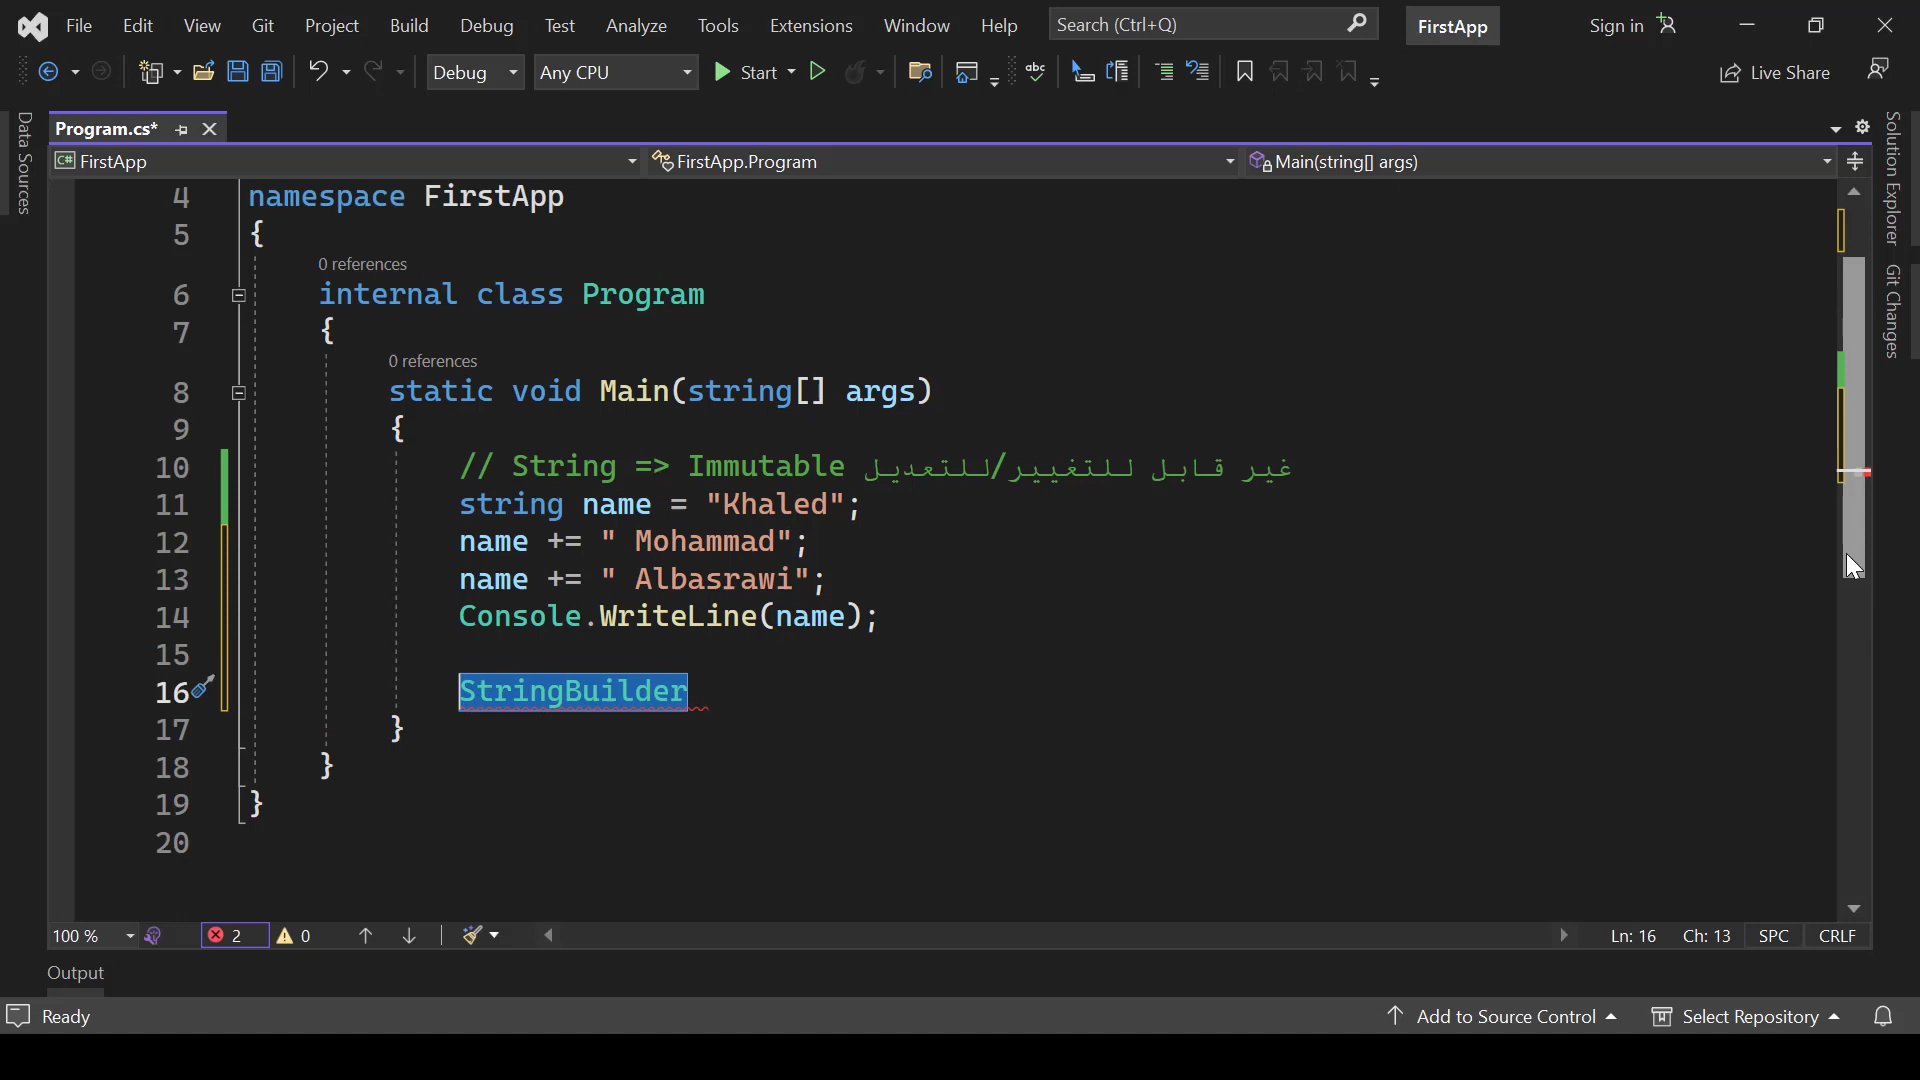 File Edit View Git Project Build Debug Test Analyze Tools Extensions Window Help Search (Ctrl+Q) FirstApp Sign in
Debug Any CPU Start abc Live Share
Data Sources
Program.cs*
C# FirstApp FirstApp.Program Main(string[] args)
4 namespace FirstApp
5 {
0 references
6 internal class Program
7 {
0 references
8 static void Main(string[] args)
9 {
10 // String => Immutable غير قابل للتغيير/للتعديل
11 string name = "Khaled";
12 name += " Mohammad";
13 name += " Albasrawi";
14 Console.WriteLine(name);
15
16 StringBuilder
17 }
18 }
19 }
20
Solution Explorer
Git Changes
100 % 2 0 Ln: 16 Ch: 13 SPC CRLF
Output
Ready Add to Source Control Select Repository